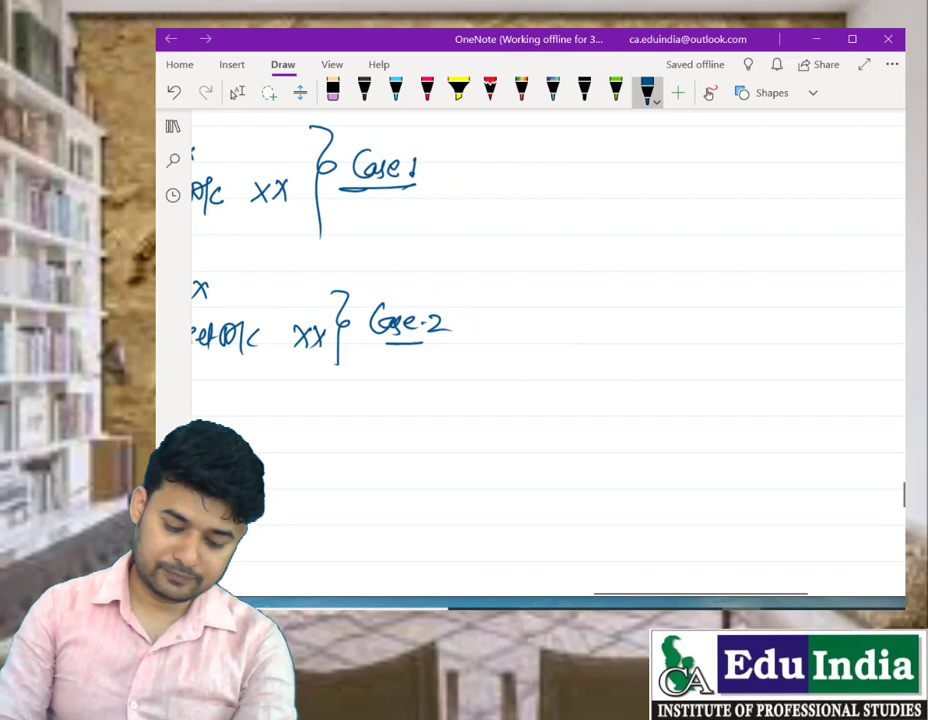 OneNote (Working offline for 3...
ca.eduindia@outlook.com
Home Insert Draw View Help
Saved offline
Share
Shapes
A/c XX } Case 1
X
A/c XX } Case-2
CA Edu India
INSTITUTE OF PROFESSIONAL STUDIES